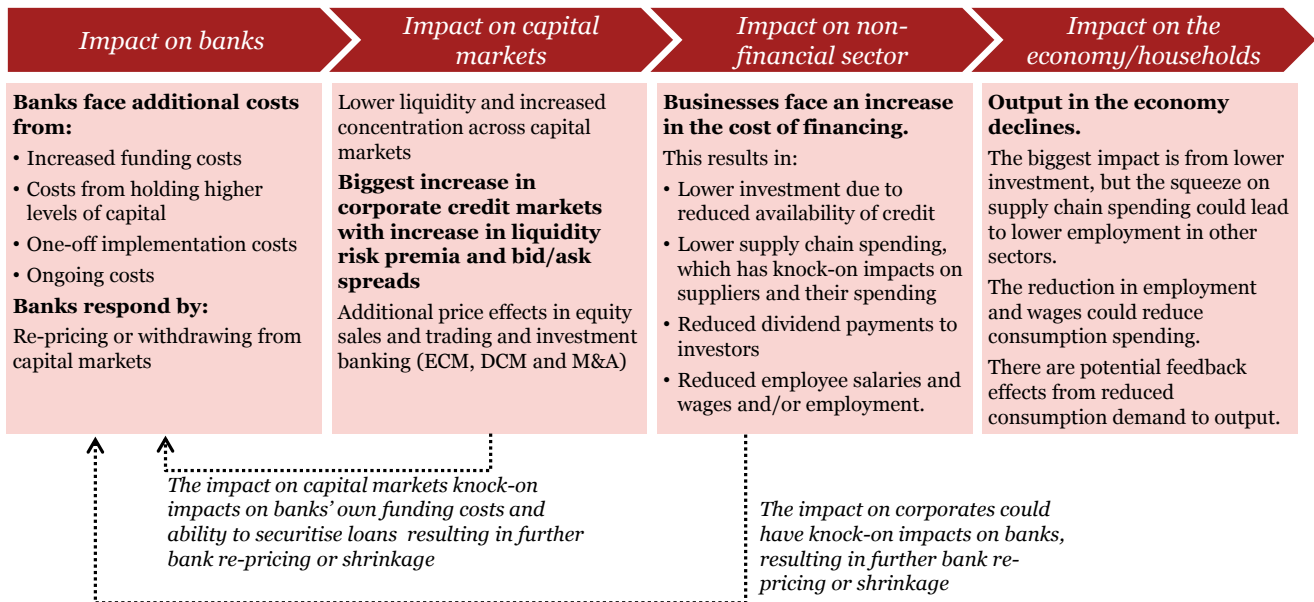 Impact on banks
Impact on capital
markets
Impact on non-
financial sector
Impact on the
economy/households
Banks face additional costs
from:
• Increased funding costs
• Costs from holding higher
levels of capital
• One-off implementation costs
• Ongoing costs
Banks respond by:
Re-pricing or withdrawing from
capital markets
Lower liquidity and increased
concentration across capital
markets
Biggest increase in
corporate credit markets
with increase in liquidity
risk premia and bid/ask
spreads
Additional price effects in equity
sales and trading and investment
banking (ECM, DCM and M&A)
Businesses face an increase
in the cost of financing.
This results in:
• Lower investment due to
reduced availability of credit
• Lower supply chain spending,
which has knock-on impacts on
suppliers and their spending
• Reduced dividend payments to
investors
• Reduced employee salaries and
wages and/or employment.
Output in the economy
declines.
The biggest impact is from lower
investment, but the squeeze on
supply chain spending could lead
to lower employment in other
sectors.
The reduction in employment
and wages could reduce
consumption spending.
There are potential feedback
effects from reduced
consumption demand to output.
The impact on capital markets knock-on
impacts on banks' own funding costs and
ability to securitise loans resulting in further
bank re-pricing or shrinkage
The impact on corporates could
have knock-on impacts on banks,
resulting in further bank re-
pricing or shrinkage